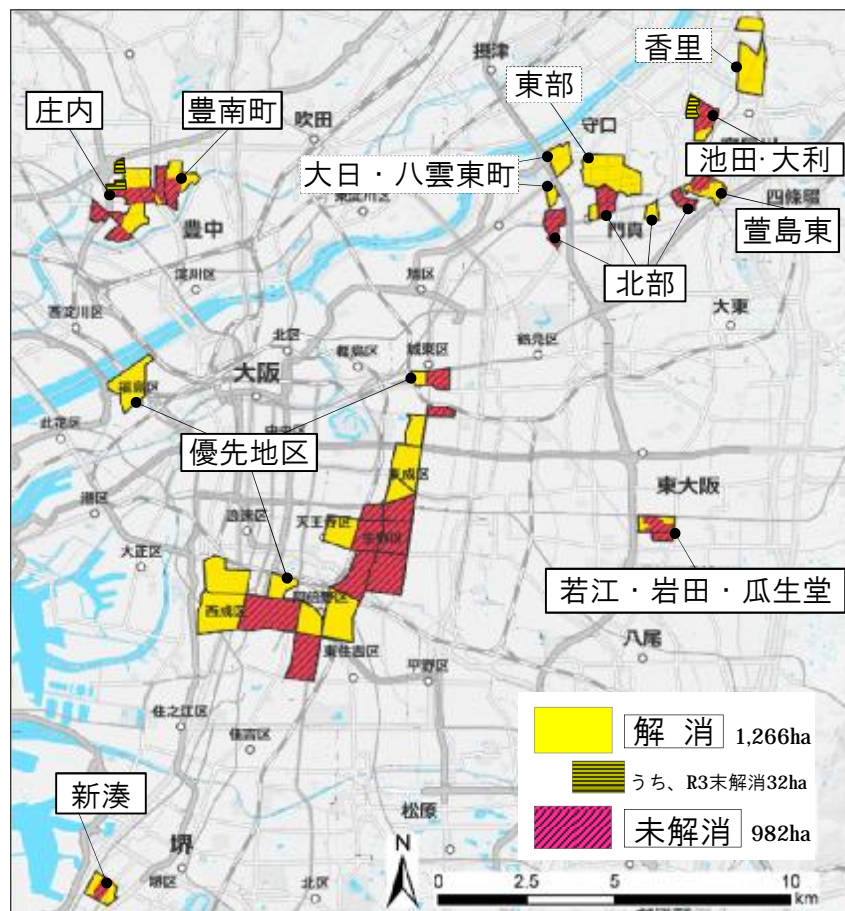 香里
摂津
東部
庄内
豊南町
吹田
守口
大日・八雲東町
池田・大利
東淀川区
四條畷
豊中
門真
萱島東
北部
淀川区
旭区
大東
西淀川区
北区
都島区
城東区
鶴見区
大阪
福島区
此花区
中央区
優先地区
東成区
東大阪
港区
浪速区
天王寺区
生野区
大正区
若江・岩田・瓜生堂
阿倍野区
西成区
東住吉区
平野区
八尾
住之江区
住吉区
解 消 1,266ha
うち、R3末解消32ha
未解消 982ha
新湊
松原
堺
堺区
北区
N
0 2.5 5 10
km